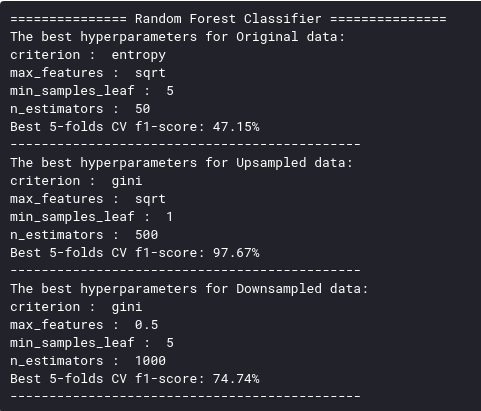 =============== Random Forest Classifier ===============
The best hyperparameters for Original data:
criterion :  entropy
max_features :  sqrt
min_samples_leaf :  5
n_estimators :  50
Best 5-folds CV f1-score: 47.15%
---------------------------------------------
The best hyperparameters for Upsampled data:
criterion :  gini
max_features :  sqrt
min_samples_leaf :  1
n_estimators :  500
Best 5-folds CV f1-score: 97.67%
---------------------------------------------
The best hyperparameters for Downsampled data:
criterion :  gini
max_features :  0.5
min_samples_leaf :  5
n_estimators :  1000
Best 5-folds CV f1-score: 74.74%
---------------------------------------------